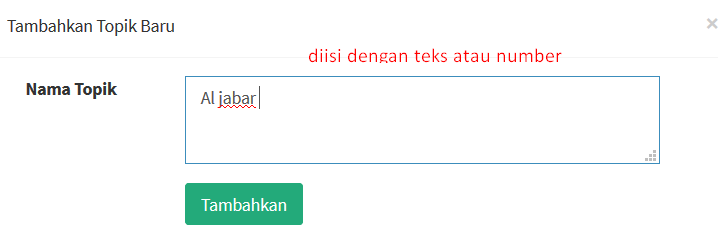 Tambahkan Topik Baru
×
diisi dengan teks atau number
Nama Topik
Al jabar
Tambahkan